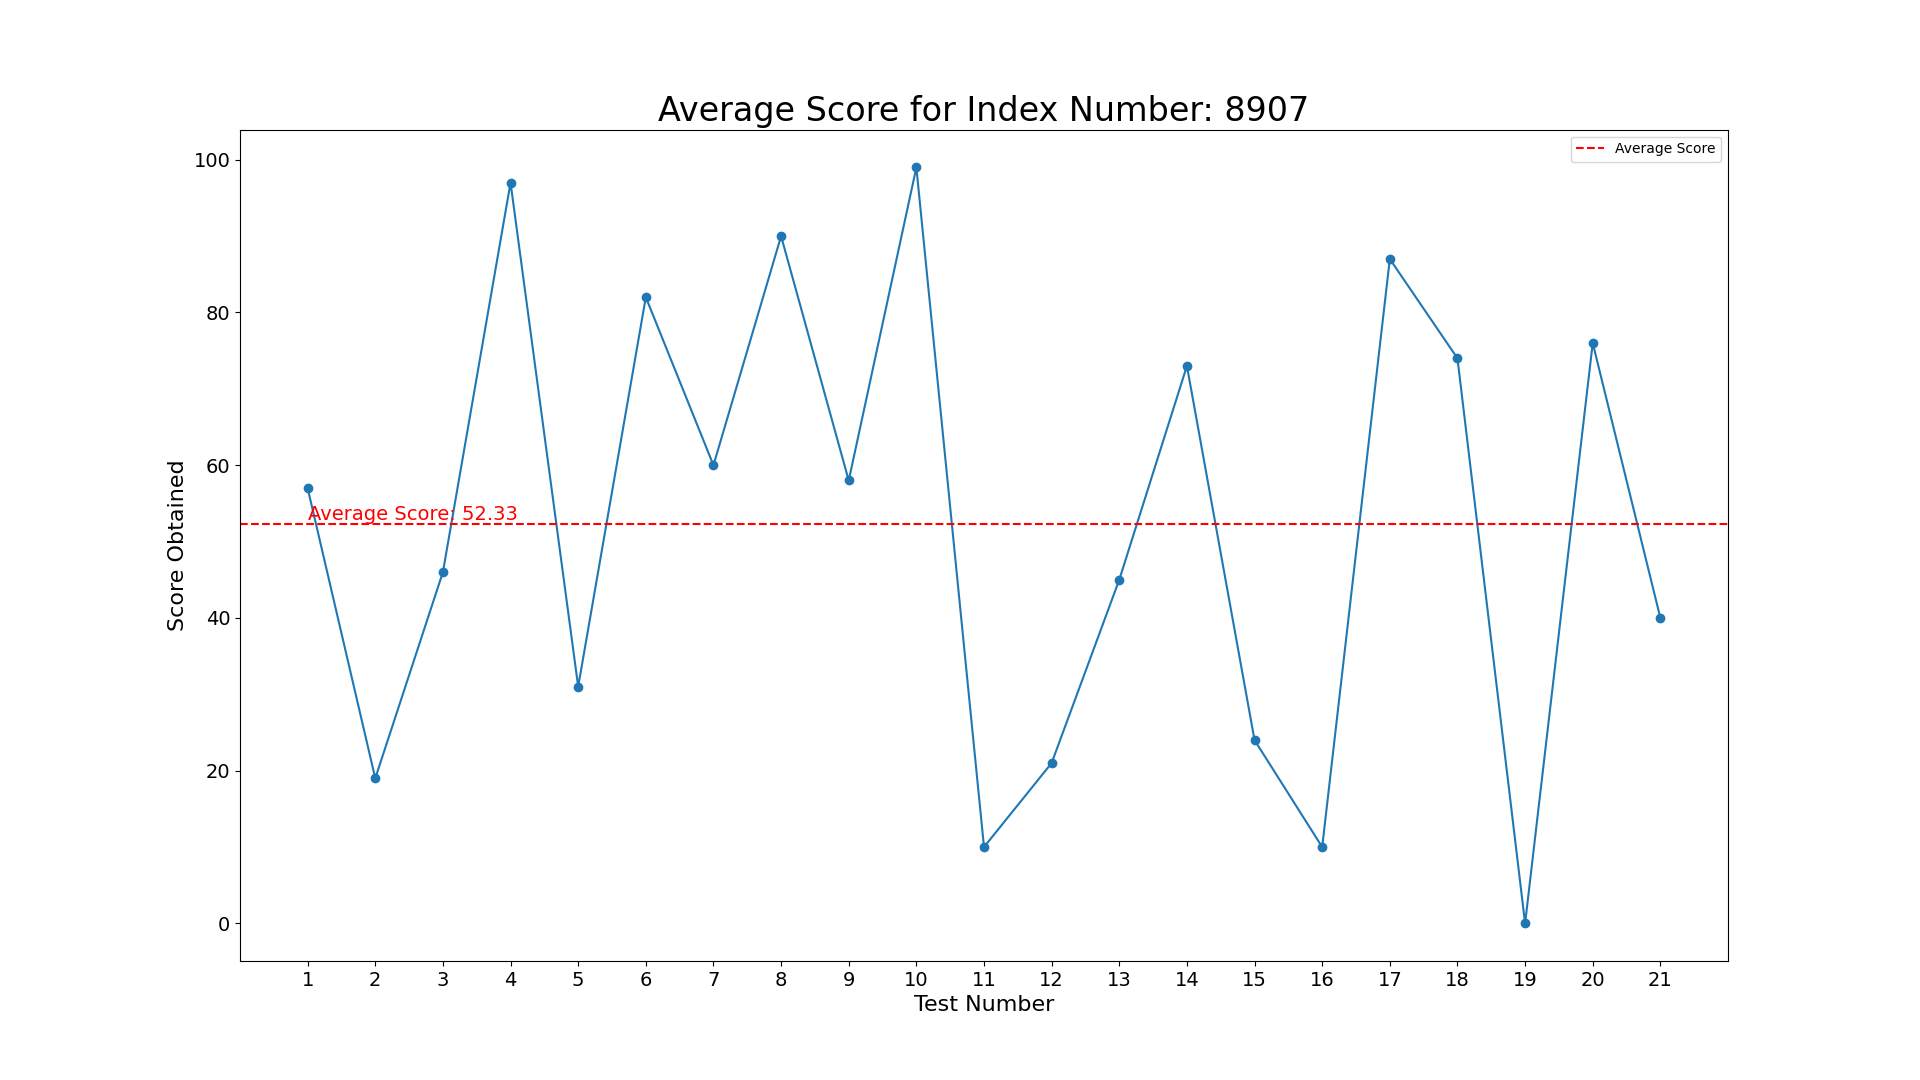 Average Score for Index Number: 8907
Average Score
100
80
60
40
20
0
Score Obtained
Average Score: 52.33
1 2 3 4 5 6 7 8 9 10 11 12 13 14 15 16 17 18 19 20 21
Test Number